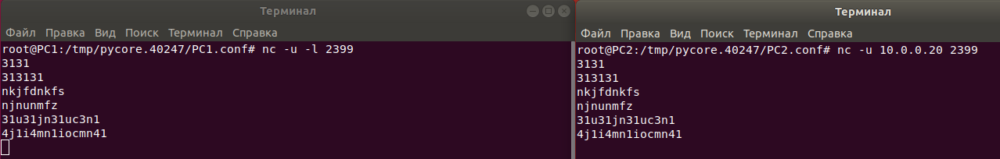 Терминал
Файл Правка Вид Поиск Терминал Справка
root@PC1:/tmp/pycore.40247/PC1.conf# nc -u -l 2399
3131
313131
nkjfdnkfs
njnunmfz
31u31jn31uc3n1
4j1i4mn1iocmn41
Терминал
Файл Правка Вид Поиск Терминал Справка
root@PC2:/tmp/pycore.40247/PC2.conf# nc -u 10.0.0.20 2399
3131
313131
nkjfdnkfs
njnunmfz
31u31jn31uc3n1
4j1i4mn1iocmn41